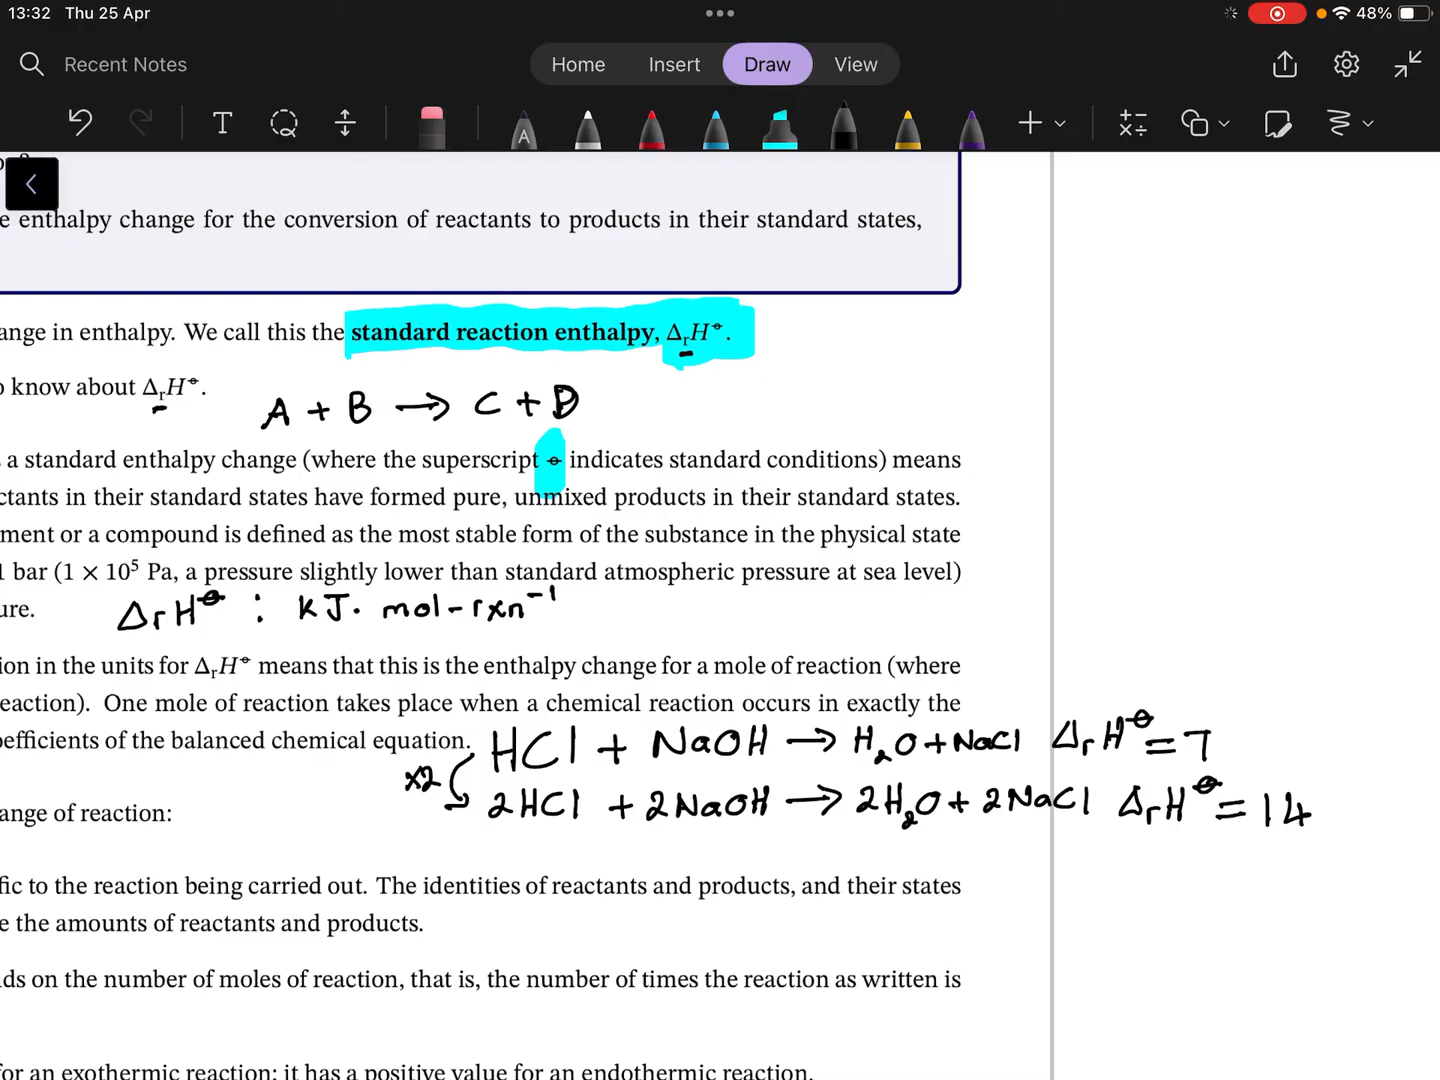 13:32 Thu 25 Apr 48%
Recent Notes Home Insert Draw View
T A
e enthalpy change for the conversion of reactants to products in their standard states,
ange in enthalpy. We call this the standard reaction enthalpy, ΔrH⦵.
o know about ΔrH⦵.
A + B → C + D
a standard enthalpy change (where the superscript ⦵ indicates standard conditions) means
ctants in their standard states have formed pure, unmixed products in their standard states.
ment or a compound is defined as the most stable form of the substance in the physical state
1 bar (1 × 10⁵ Pa, a pressure slightly lower than standard atmospheric pressure at sea level)
ure.
ΔrH⦵ : kJ· mol-rxn⁻¹
ion in the units for ΔrH⦵ means that this is the enthalpy change for a mole of reaction (where
eaction). One mole of reaction takes place when a chemical reaction occurs in exactly the
oefficients of the balanced chemical equation.
HCl + NaOH → H₂O + NaCl ΔrH⦵ = 7
×2
2HCl + 2NaOH → 2H₂O + 2NaCl ΔrH⦵ = 14
ange of reaction:
fic to the reaction being carried out. The identities of reactants and products, and their states
e the amounts of reactants and products.
ds on the number of moles of reaction, that is, the number of times the reaction as written is
for an exothermic reaction; it has a positive value for an endothermic reaction.